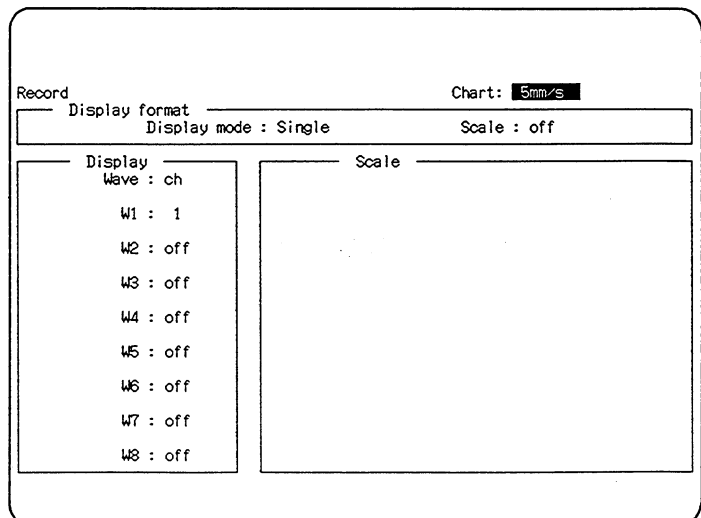 Record Chart: 5mm/s
Display format
Display mode : Single Scale : off
Display Scale
Wave : ch
W1 : 1
W2 : off
W3 : off
W4 : off
W5 : off
W6 : off
W7 : off
W8 : off